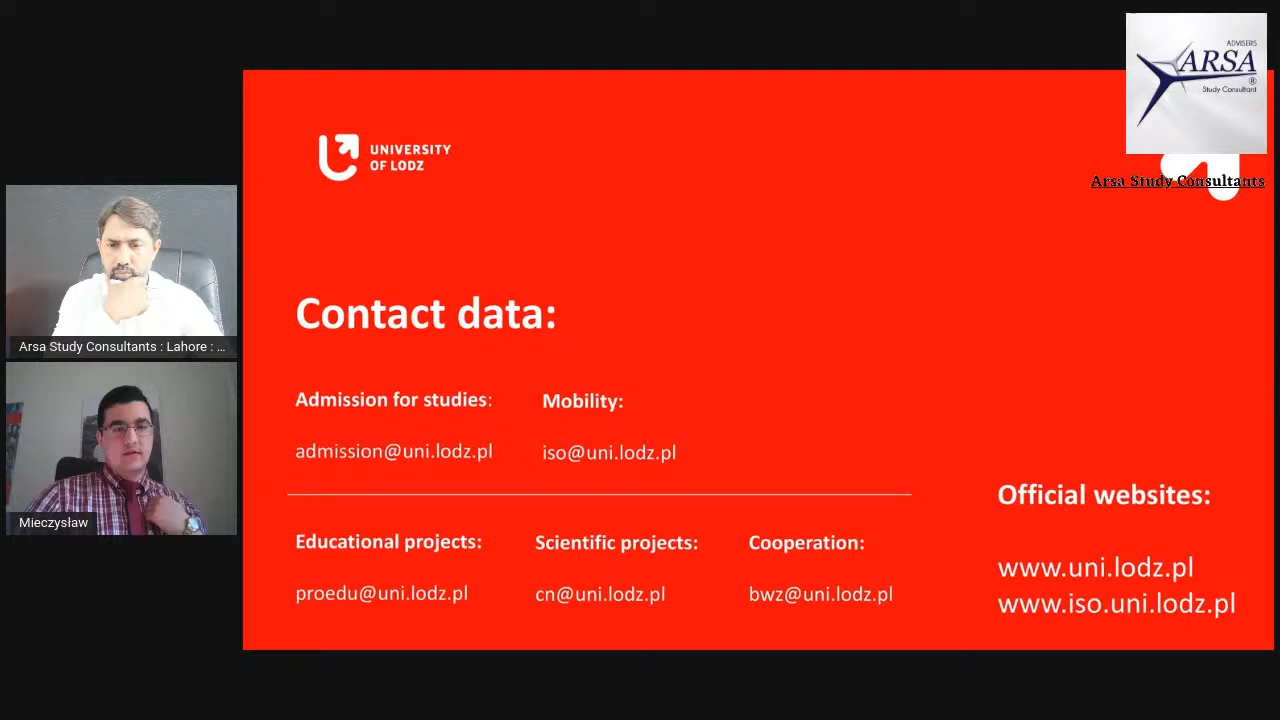 ADVISERS
ARSA
®
Study Consultant
Arsa Study Consultants
UNIVERSITY
OF LODZ
Arsa Study Consultants : Lahore : ...
Mieczysław
Contact data:
Admission for studies:
admission@uni.lodz.pl
Mobility:
iso@uni.lodz.pl
Educational projects:
proedu@uni.lodz.pl
Scientific projects:
cn@uni.lodz.pl
Cooperation:
bwz@uni.lodz.pl
Official websites:
www.uni.lodz.pl
www.iso.uni.lodz.pl